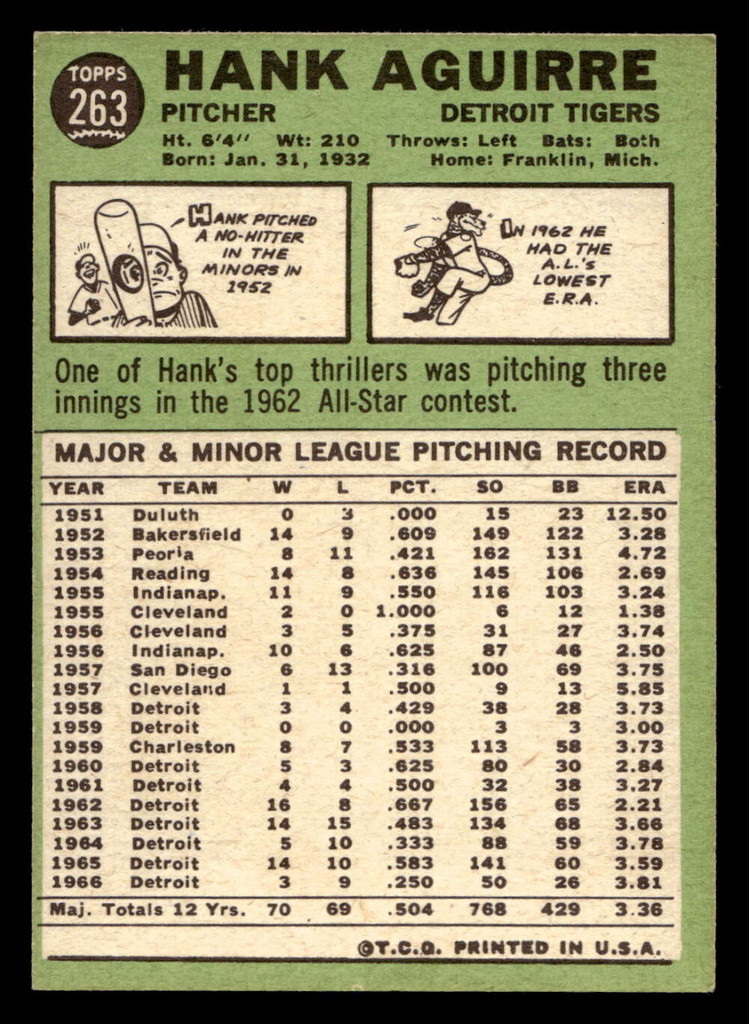 TOPPS
263
HANK AGUIRRE
PITCHER DETROIT TIGERS
Ht. 6'4" Wt: 210 Throws: Left Bats: Both
Born: Jan. 31, 1932 Home: Franklin, Mich.
HANK PITCHED
A NO-HITTER
IN THE
MINORS IN
1952
IN 1962 HE
HAD THE
A.L.'S
LOWEST
E.R.A.
One of Hank's top thrillers was pitching three
innings in the 1962 All-Star contest.
MAJOR & MINOR LEAGUE PITCHING RECORD
YEAR TEAM W L PCT. SO BB ERA
1951 Duluth 0 3 .000 15 23 12.50
1952 Bakersfield 14 9 .609 149 122 3.28
1953 Peoria 8 11 .421 162 131 4.72
1954 Reading 14 8 .636 145 106 2.69
1955 Indianap. 11 9 .550 116 103 3.24
1955 Cleveland 2 0 1.000 6 12 1.38
1956 Cleveland 3 5 .375 31 27 3.74
1956 Indianap. 10 6 .625 87 46 2.50
1957 San Diego 6 13 .316 100 69 3.75
1957 Cleveland 1 1 .500 9 13 5.85
1958 Detroit 3 4 .429 38 28 3.73
1959 Detroit 0 0 .000 3 3 3.00
1959 Charleston 8 7 .533 113 58 3.73
1960 Detroit 5 3 .625 80 30 2.84
1961 Detroit 4 4 .500 32 38 3.27
1962 Detroit 16 8 .667 156 65 2.21
1963 Detroit 14 15 .483 134 68 3.66
1964 Detroit 5 10 .333 88 59 3.78
1965 Detroit 14 10 .583 141 60 3.59
1966 Detroit 3 9 .250 50 26 3.81
Maj. Totals 12 Yrs. 70 69 .504 768 429 3.36
©T.C.G. PRINTED IN U.S.A.